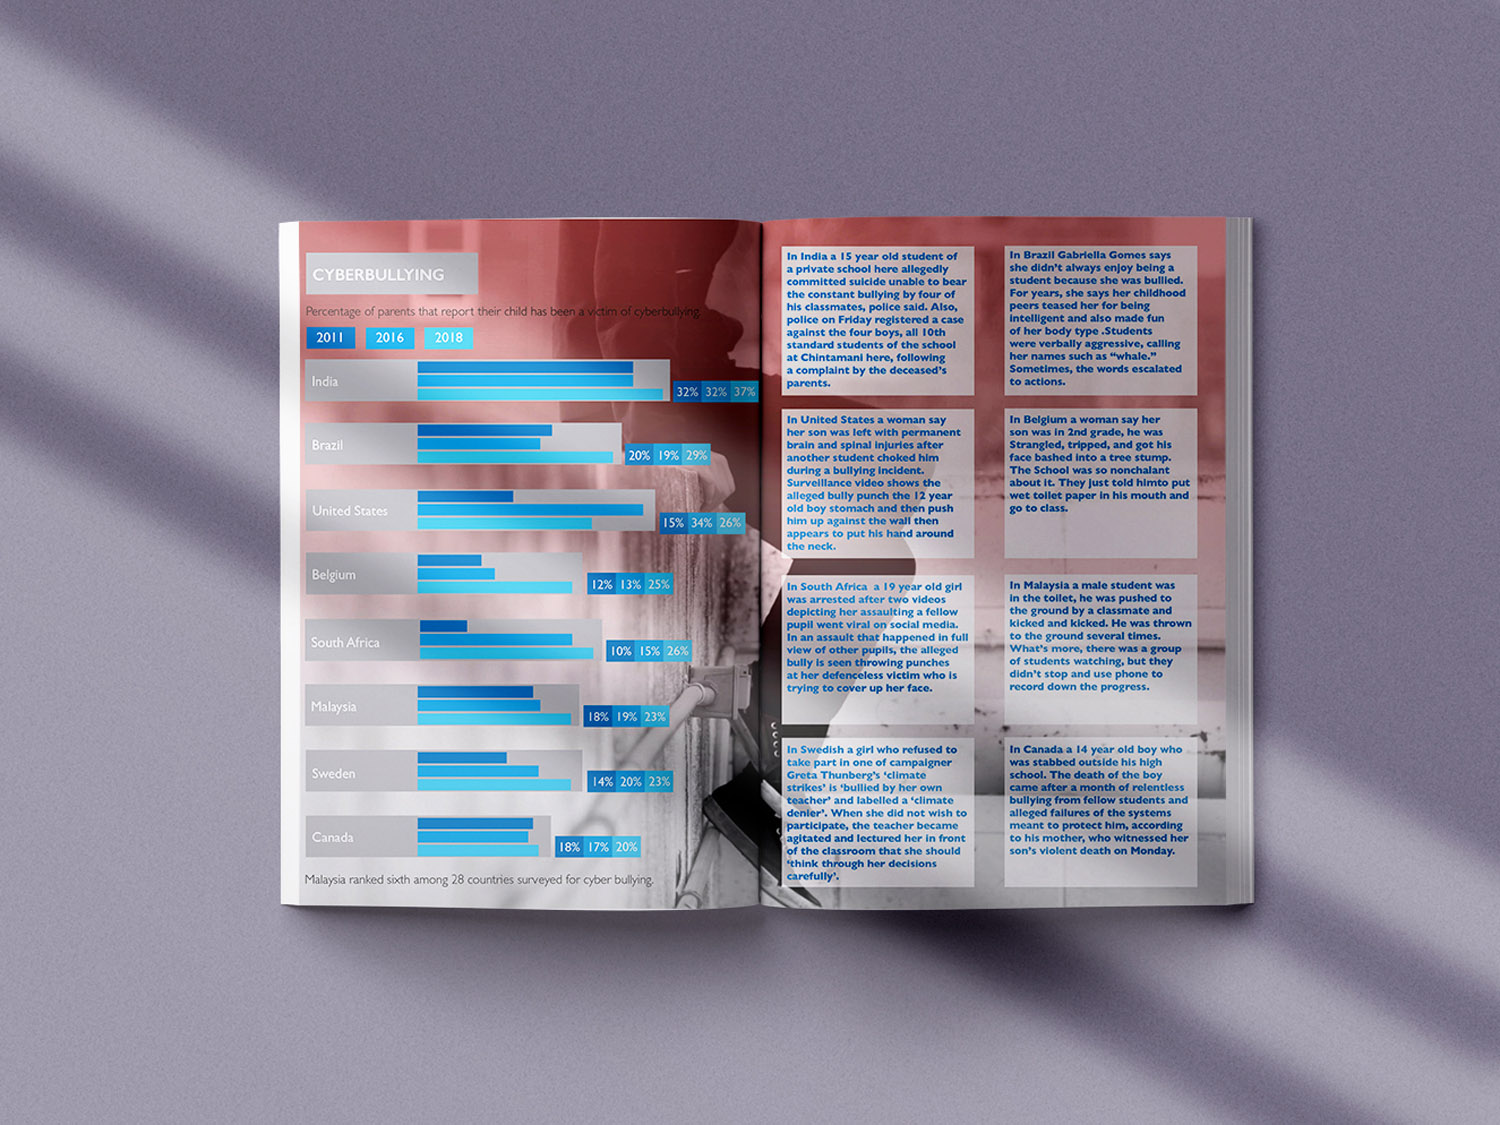 CYBERBULLYING
Percentage of parents that report their child has been a victim of cyberbullying.
2011 2016 2018
India
32% 32% 37%
Brazil
20% 19% 29%
United States
15% 34% 26%
Belgium
12% 13% 25%
South Africa
10% 15% 26%
Malaysia
18% 19% 23%
Sweden
14% 20% 23%
Canada
18% 17% 20%
Malaysia ranked sixth among 28 countries surveyed for cyber bullying.
In India a 15 year old student of
a private school here allegedly
committed suicide unable to bear
the constant bullying by four of
his classmates, police said. Also,
police on Friday registered a case
against the four boys, all 10th
standard students of the school
at Chintamani here, following
a complaint by the deceased's
parents.
In Brazil Gabriella Gomes says
she didn't always enjoy being a
student because she was bullied.
For years, she says her childhood
peers teased her for being
intelligent and also made fun
of her body type .Students
were verbally aggressive, calling
her names such as “whale.”
Sometimes, the words escalated
to actions.
In United States a woman say
her son was left with permanent
brain and spinal injuries after
another student choked him
during a bullying incident.
Surveillance video shows the
alleged bully punch the 12 year
old boy stomach and then push
him up against the wall then
appears to put his hand around
the neck.
In Belgium a woman say her
son was in 2nd grade, he was
Strangled, tripped, and got his
face bashed into a tree stump.
The School was so nonchalant
about it. They just told himto put
wet toilet paper in his mouth and
go to class.
In South Africa a 19 year old girl
was arrested after two videos
depicting her assaulting a fellow
pupil went viral on social media.
In an assault that happened in full
view of other pupils, the alleged
bully is seen throwing punches
at her defenceless victim who is
trying to cover up her face.
In Malaysia a male student was
in the toilet, he was pushed to
the ground by a classmate and
kicked and kicked. He was thrown
to the ground several times.
What's more, there was a group
of students watching, but they
didn't stop and use phone to
record down the progress.
In Swedish a girl who refused to
take part in one of campaigner
Greta Thunberg's ‘climate
strikes’ is ‘bullied by her own
teacher’ and labelled a ‘climate
denier’. When she did not wish to
participate, the teacher became
agitated and lectured her in front
of the classroom that she should
‘think through her decisions
carefully’.
In Canada a 14 year old boy who
was stabbed outside his high
school. The death of the boy
came after a month of relentless
bullying from fellow students and
alleged failures of the systems
meant to protect him, according
to his mother, who witnessed her
son's violent death on Monday.